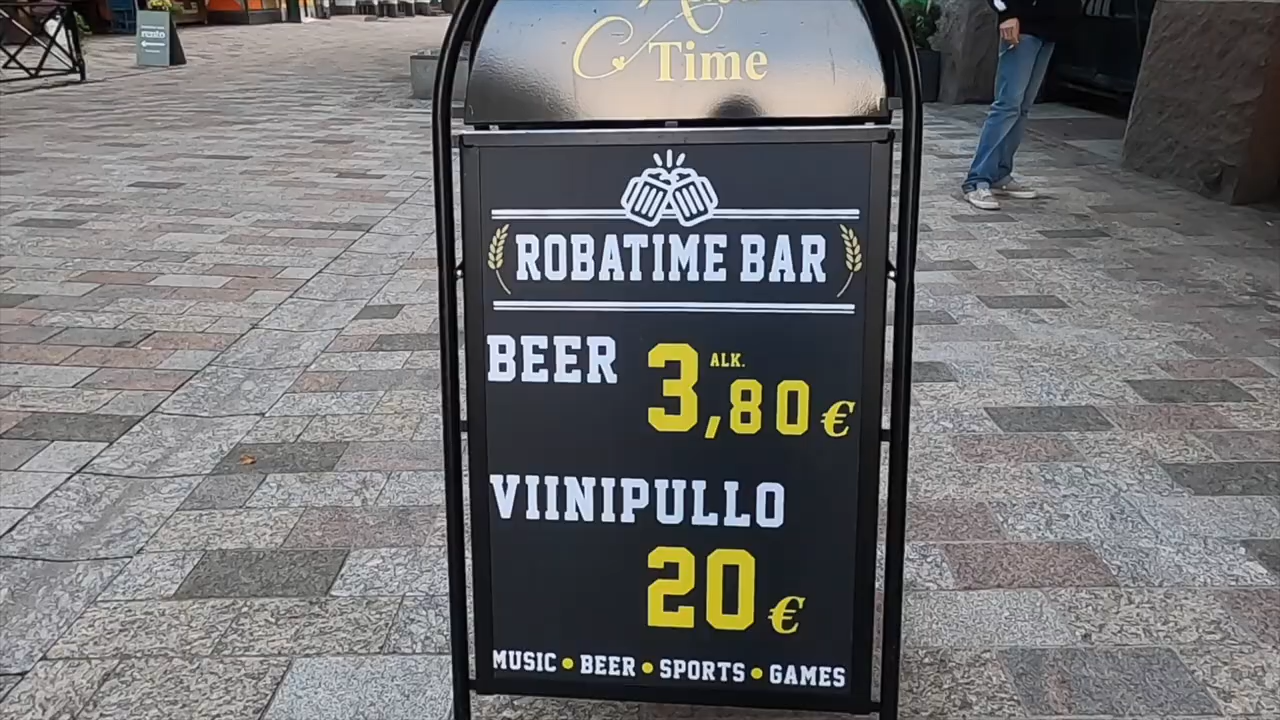 Time
ROBATIME BAR
BEER 3,80 €
ALK.
VIINIPULLO
20 €
MUSIC • BEER • SPORTS • GAMES